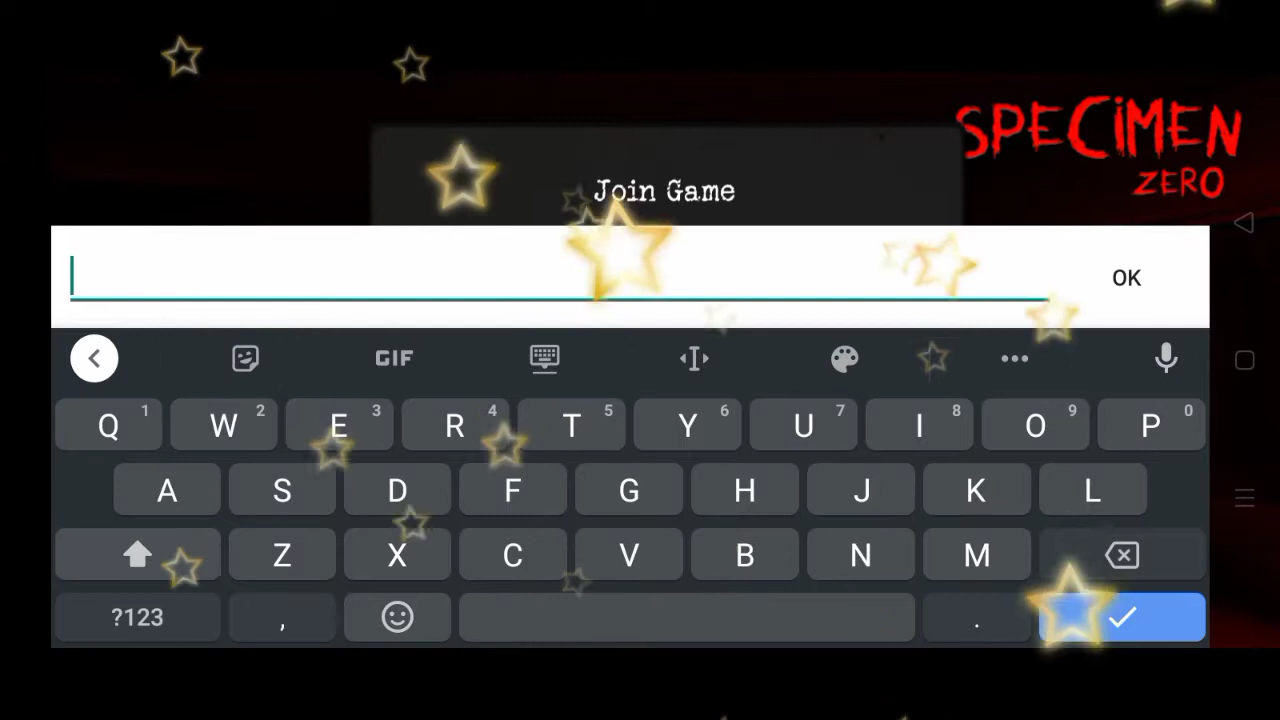 SPECIMEN
ZERO
Join Game
OK
GIF
Q 1 W 2 E 3 R 4 T 5 Y 6 U 7 I 8 O 9 P 0
A S D F G H J K L
Z X C V B N M
?123 , .